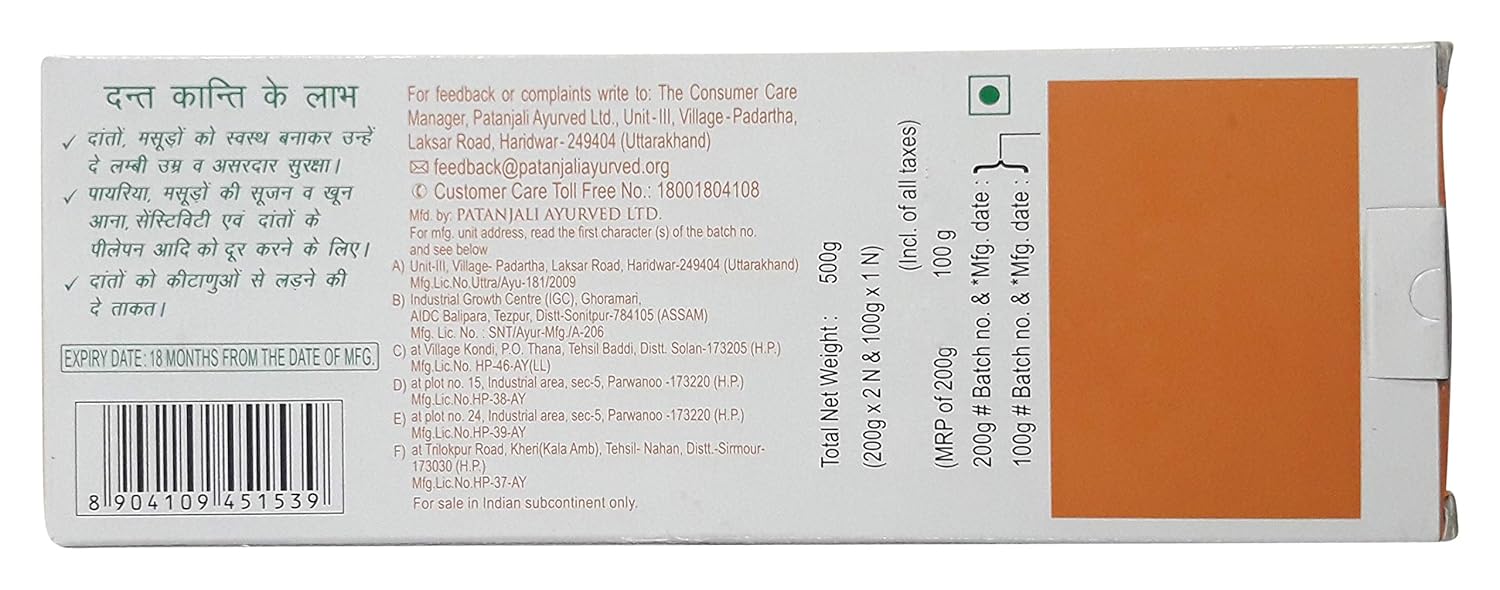 दन्त कान्ति के लाभ
✓ दांतों, मसूड़ों को स्वस्थ बनाकर उन्हें
दे लम्बी उम्र व असरदार सुरक्षा।
✓ पायरिया, मसूड़ों की सूजन व खून
आना, सेंस्टिविटी एवं दांतों के
पीलेपन आदि को दूर करने के लिए।
✓ दांतों को कीटाणुओं से लड़ने की
दे ताकत।
EXPIRY DATE: 18 MONTHS FROM THE DATE OF MFG.
8 904109 451539
For feedback or complaints write to: The Consumer Care
Manager, Patanjali Ayurved Ltd., Unit-III, Village-Padartha,
Laksar Road, Haridwar-249404 (Uttarakhand)
feedback@patanjaliayurved.org
Customer Care Toll Free No.: 18001804108
Mfd. by: PATANJALI AYURVED LTD.
For mfg. unit address, read the first character (s) of the batch no.
and see below
A) Unit-III, Village- Padartha, Laksar Road, Haridwar-249404 (Uttarakhand)
Mfg.Lic.No.Uttra/Ayu-181/2009
B) Industrial Growth Centre (IGC), Ghoramari,
AIDC Balipara, Tezpur, Distt-Sonitpur-784105 (ASSAM)
Mfg. Lic. No. : SNT/Ayur-Mfg./A-206
C) at Village Kondi, P.O. Thana, Tehsil Baddi, Distt. Solan-173205 (H.P.)
Mfg.Lic.No. HP-46-AY(LL)
D) at plot no. 15, Industrial area, sec-5, Parwanoo -173220 (H.P.)
Mfg.Lic.No.HP-38-AY
E) at plot no. 24, Industrial area, sec-5, Parwanoo -173220 (H.P.)
Mfg.Lic.No.HP-39-AY
F) at Trilokpur Road, Kheri(Kala Amb), Tehsil- Nahan, Distt.-Sirmour-
173030 (H.P.)
Mfg.Lic.No.HP-37-AY
For sale in Indian subcontinent only.
Total Net Weight : 500g
(200g x 2 N & 100g x 1 N)
(Incl. of all taxes)
(MRP of 200g 100 g
200g # Batch no. & *Mfg. date :
100g # Batch no. & *Mfg. date :